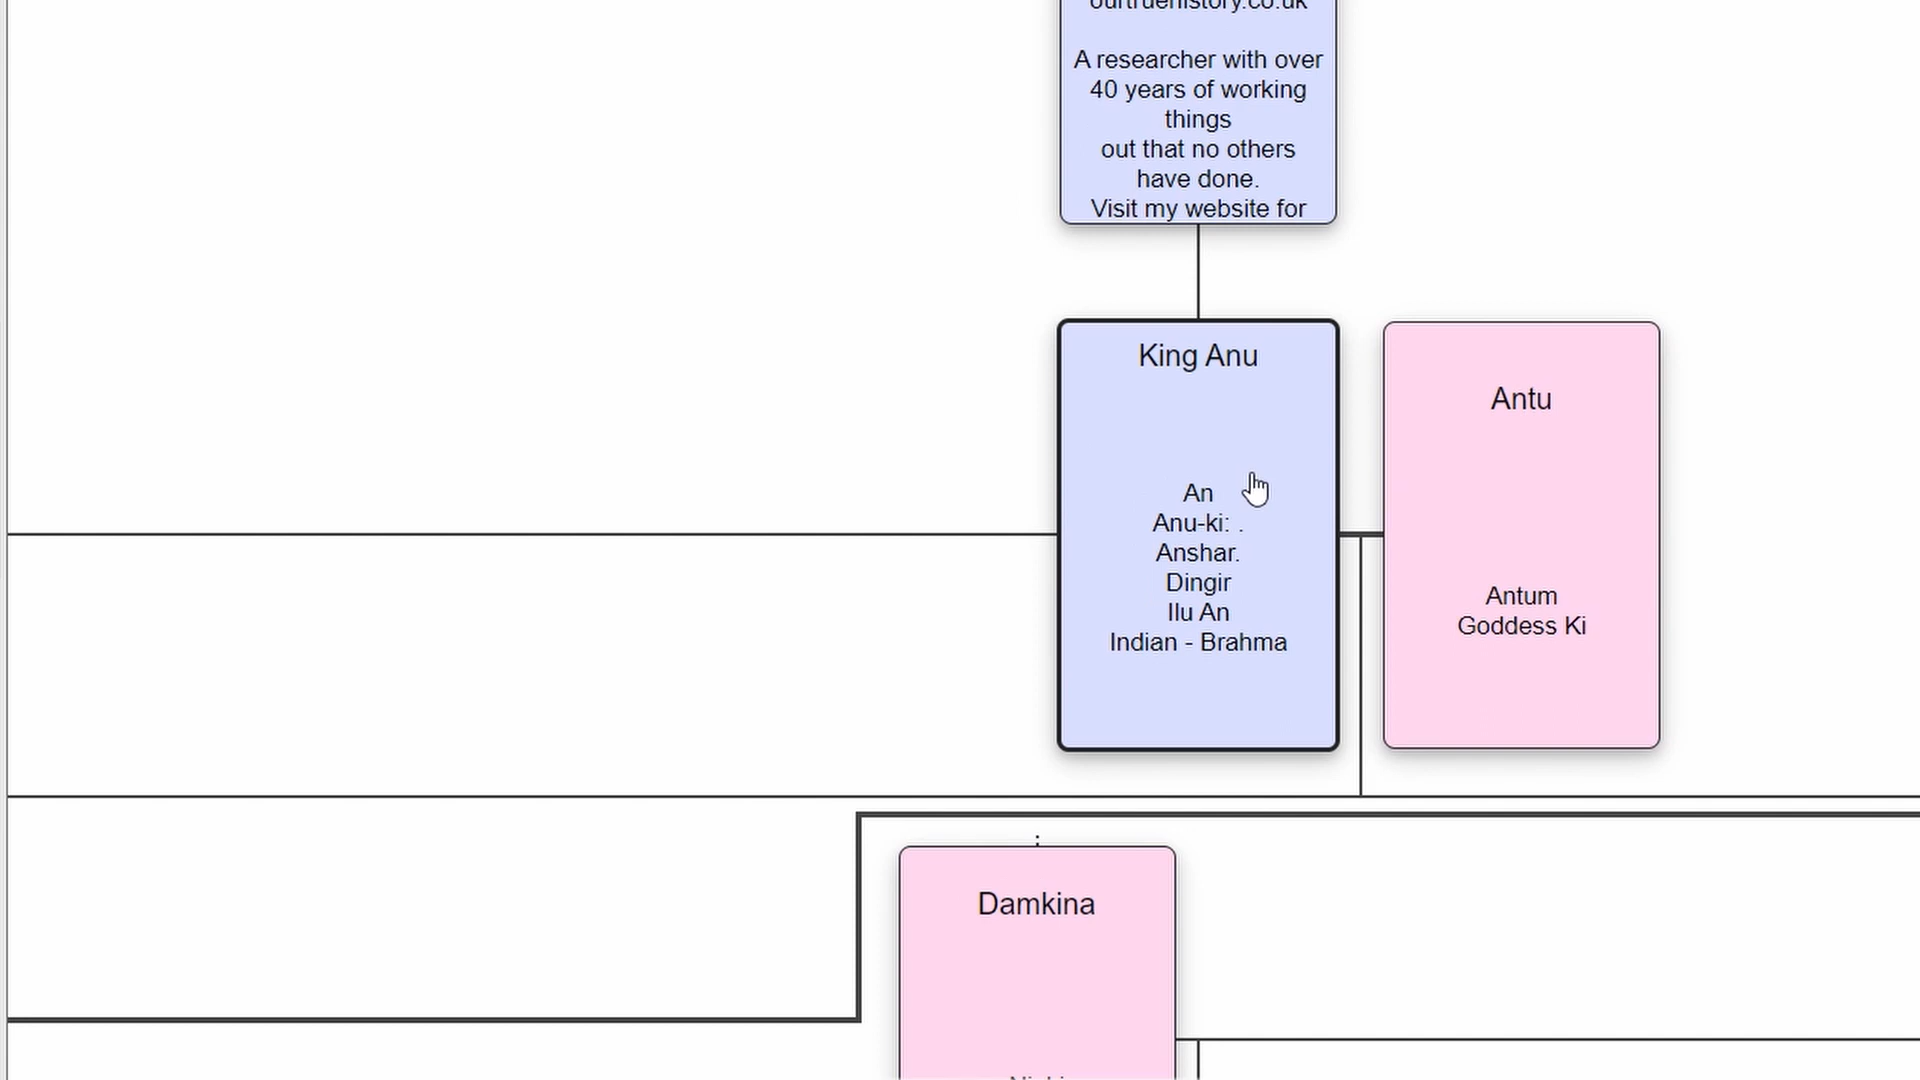 ourtruehistory.co.uk
A researcher with over
40 years of working
things
out that no others
have done.
Visit my website for
King Anu
An
Anu-ki: .
Anshar.
Dingir
Ilu An
Indian - Brahma
Antu
Antum
Goddess Ki
Damkina